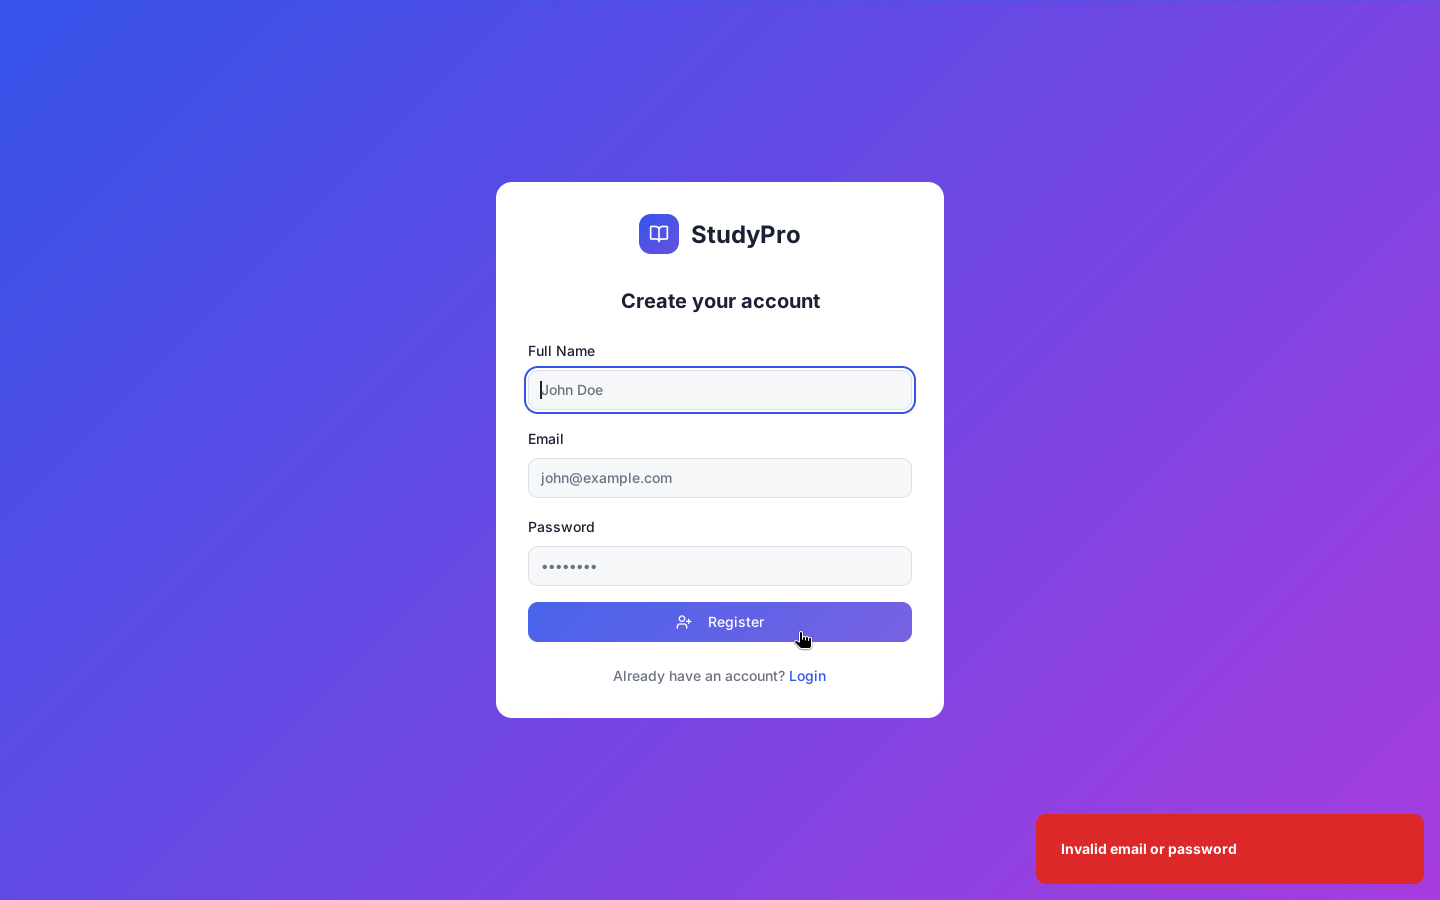 StudyPro
Create your account
Full Name
John Doe
Email
john@example.com
Password
••••••••
Register
Already have an account? Login
Invalid email or password